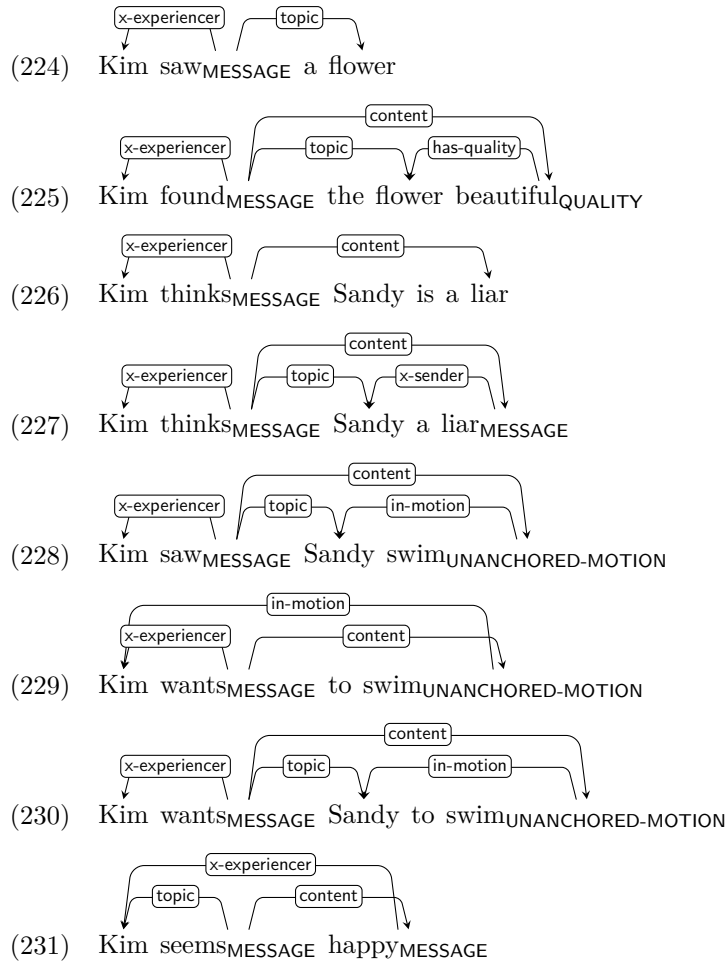 x-experiencer topic
(224) Kim sawMESSAGE a flower
content
x-experiencer topic has-quality
(225) Kim foundMESSAGE the flower beautifulQUALITY
x-experiencer content
(226) Kim thinksMESSAGE Sandy is a liar
content
x-experiencer topic x-sender
(227) Kim thinksMESSAGE Sandy a liarMESSAGE
content
x-experiencer topic in-motion
(228) Kim sawMESSAGE Sandy swimUNANCHORED-MOTION
in-motion
x-experiencer content
(229) Kim wantsMESSAGE to swimUNANCHORED-MOTION
content
x-experiencer topic in-motion
(230) Kim wantsMESSAGE Sandy to swimUNANCHORED-MOTION
x-experiencer
topic content
(231) Kim seemsMESSAGE happyMESSAGE